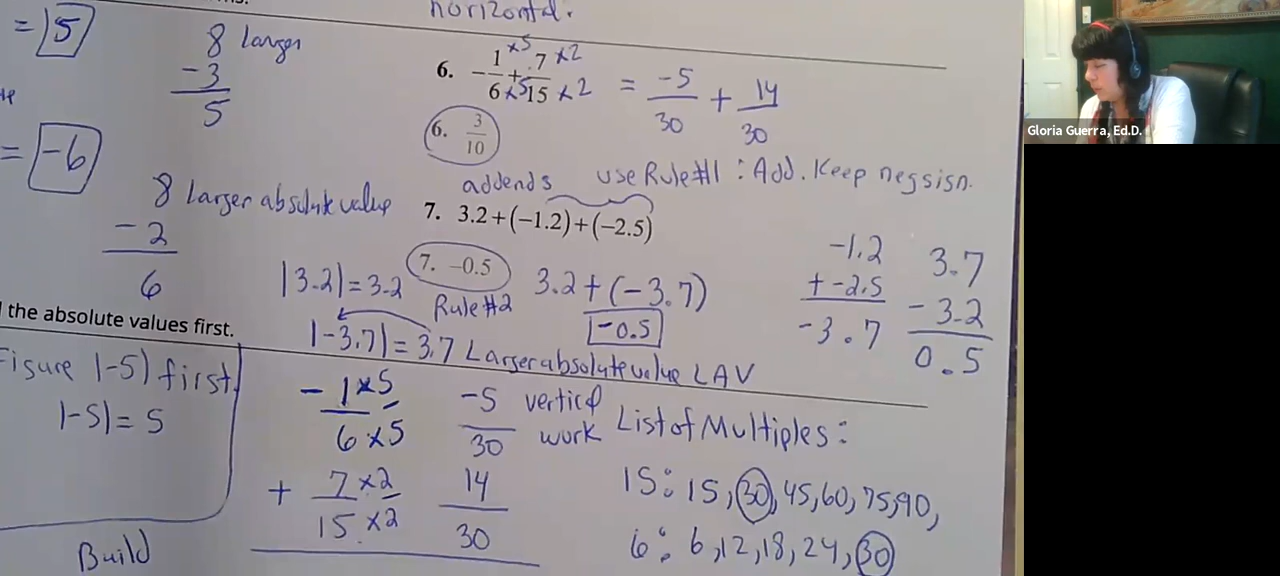 horizontal.
= 5
8 larger
- 3
5
= -6
8 Larger absolute value
- 2
6
6. -1/6 ×5/×5 + 7/15 ×2/×2 = -5/30 + 14/30
6. 3/10
addends use Rule #1 : Add. Keep neg sign.
7. 3.2+(−1.2)+(−2.5)
7. −0.5
3.2+(-3.7)
-0.5
|3.2| = 3.2
Rule #2
|-3.7| = 3.7 Larger absolute value LAV
-1.2
+ -2.5
-3.7
3.7
- 3.2
0.5
the absolute values first.
Figure |-5| first.
|-5| = 5
Build
- 1×5/6×5 -5/30 vertical work
+ 7×2/15×2 14/30
List of Multiples:
15: 15, 30, 45, 60, 75, 90,
6: 6, 12, 18, 24, 30
Gloria Guerra, Ed.D.